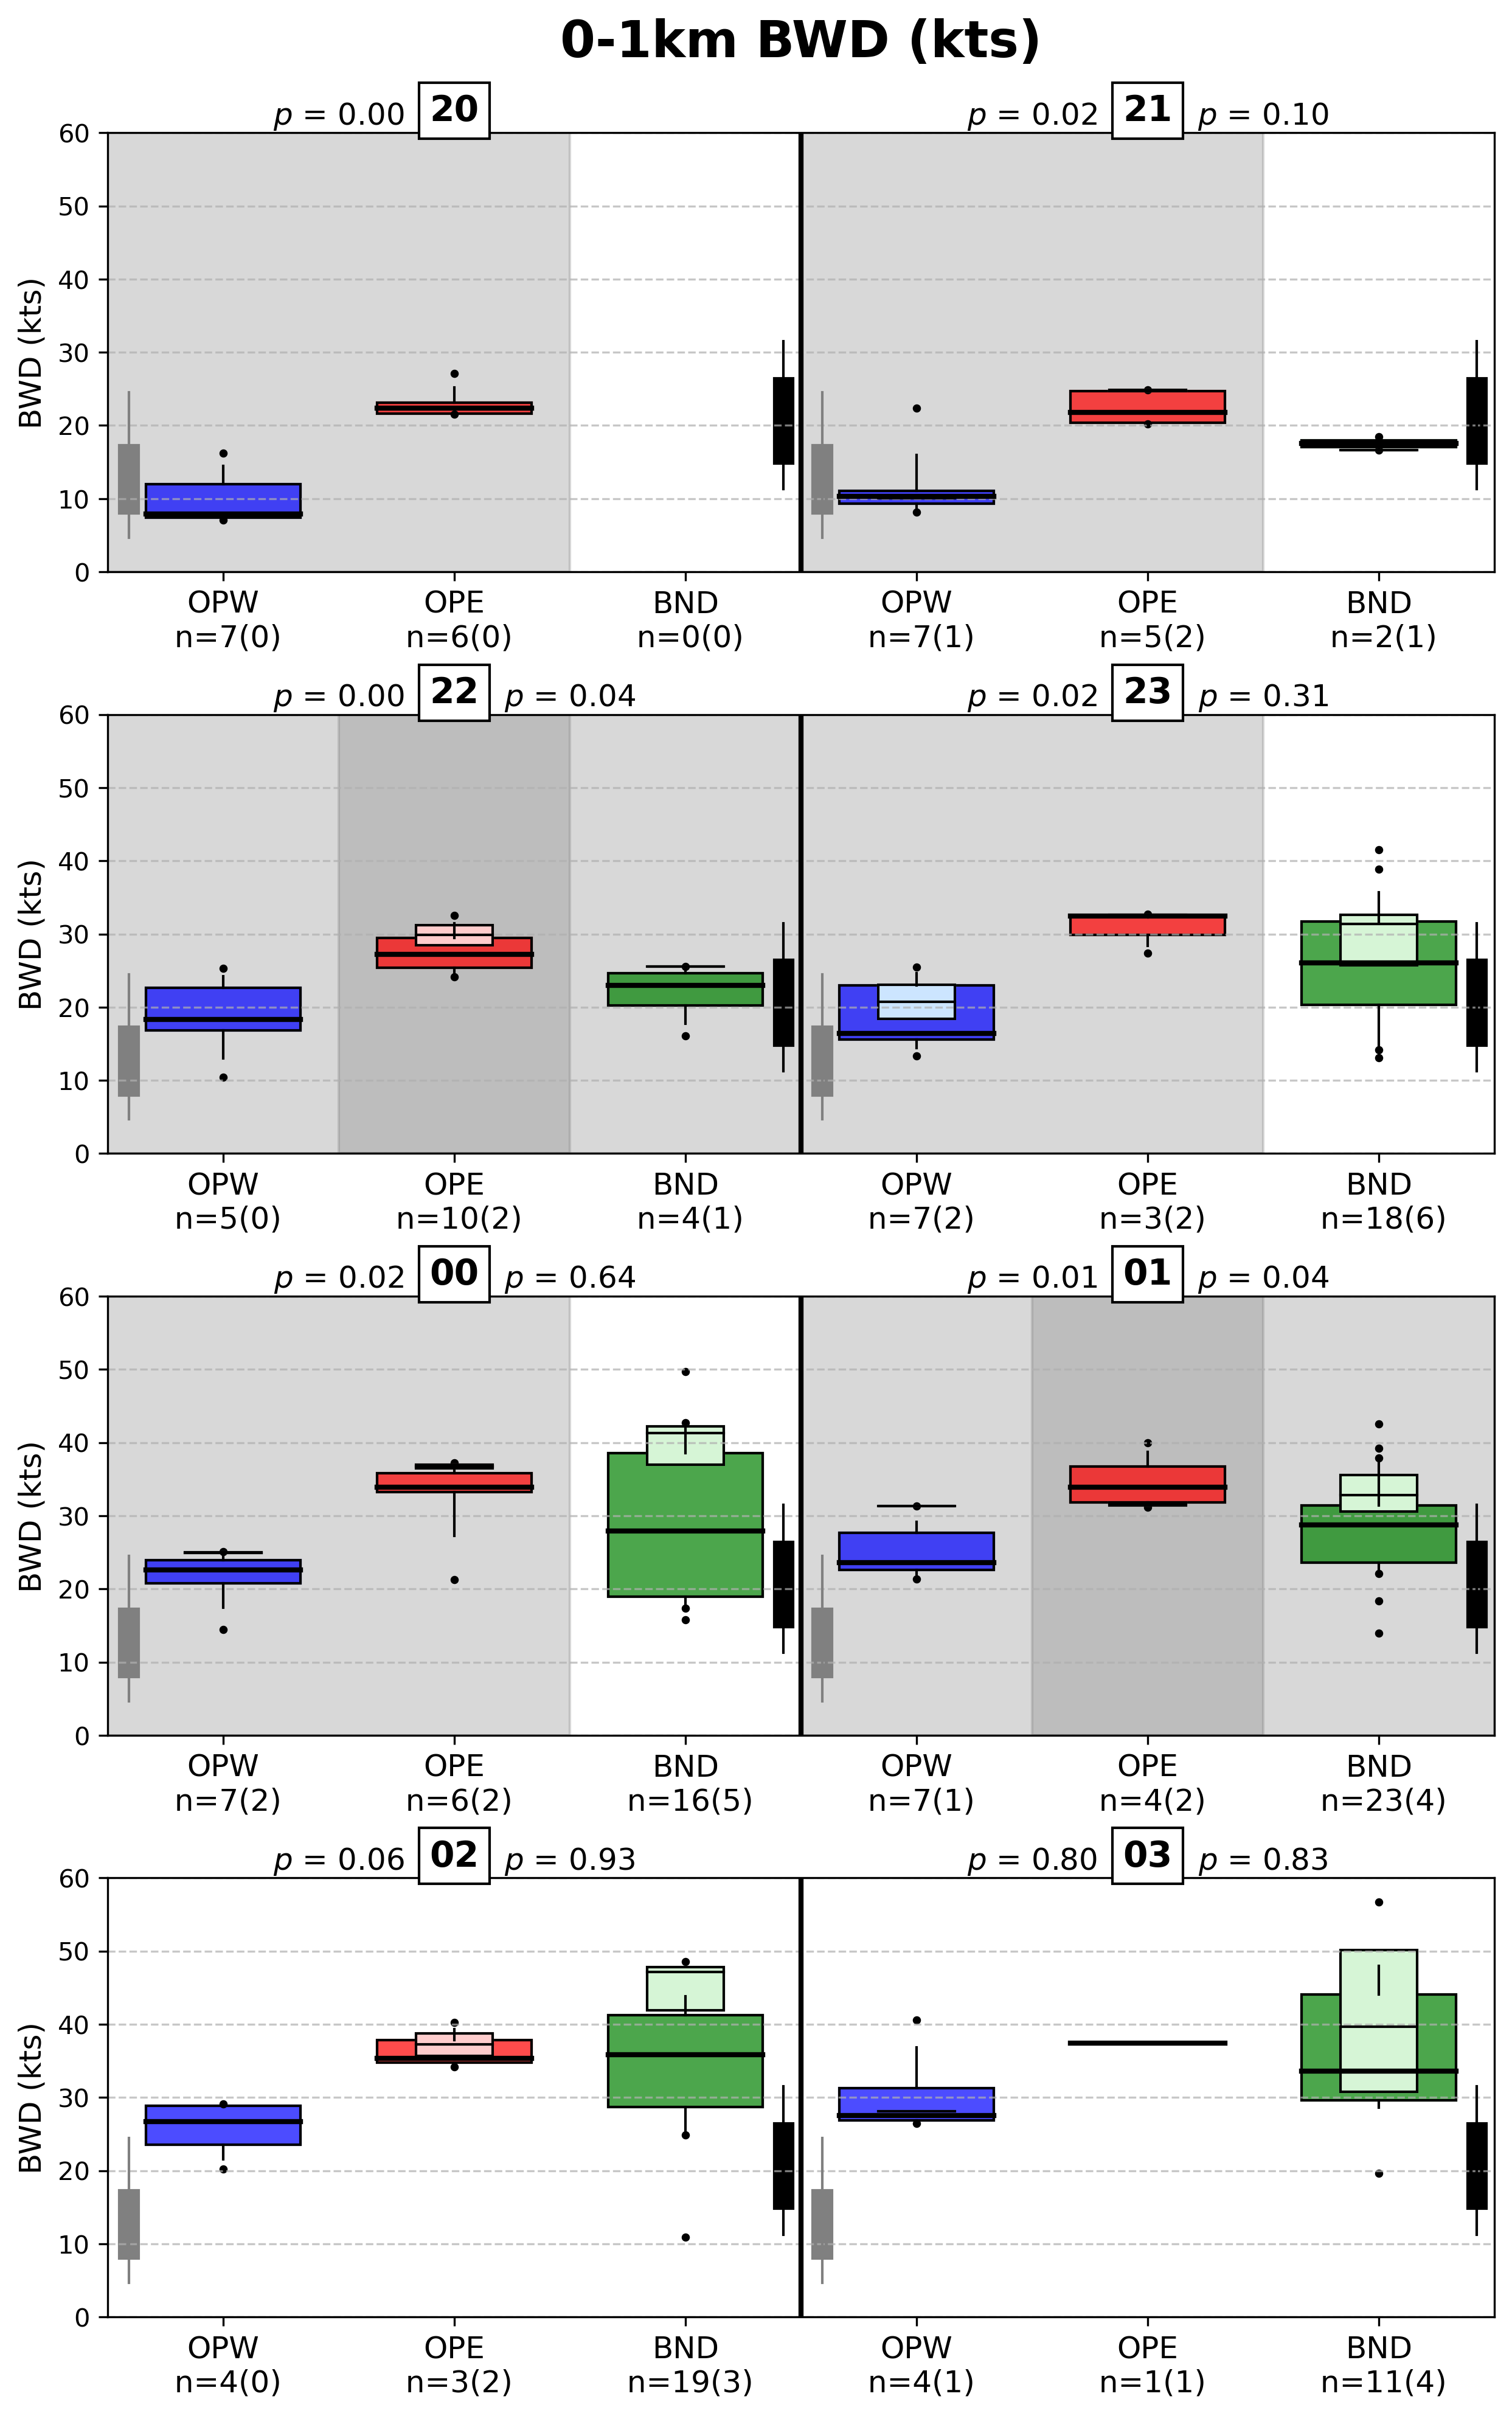 0-1km BWD (kts)
p = 0.00 20
p = 0.02 21 p = 0.10
60
50
40
30
20
10
0
BWD (kts)
OPW OPE BND OPW OPE BND
n=7(0) n=6(0) n=0(0) n=7(1) n=5(2) n=2(1)
p = 0.00 22 p = 0.04
p = 0.02 23 p = 0.31
60
50
40
30
20
10
0
BWD (kts)
OPW OPE BND OPW OPE BND
n=5(0) n=10(2) n=4(1) n=7(2) n=3(2) n=18(6)
p = 0.02 00 p = 0.64
p = 0.01 01 p = 0.04
60
50
40
30
20
10
0
BWD (kts)
OPW OPE BND OPW OPE BND
n=7(2) n=6(2) n=16(5) n=7(1) n=4(2) n=23(4)
p = 0.06 02 p = 0.93
p = 0.80 03 p = 0.83
60
50
40
30
20
10
0
BWD (kts)
OPW OPE BND OPW OPE BND
n=4(0) n=3(2) n=19(3) n=4(1) n=1(1) n=11(4)